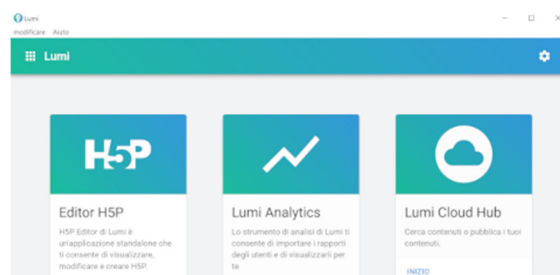 Lumi
modificare Aiuto
Lumi
H5P
Editor H5P
H5P Editor di Lumi è
un'applicazione standalone che
ti consente di visualizzare,
modificare e creare H5P.
Lumi Analytics
Lo strumento di analisi di Lumi ti
consente di importare i rapporti
degli utenti e di visualizzarli per
te
Lumi Cloud Hub
Cerca contenuti o pubblica i tuoi
contenuti.
INIZIO